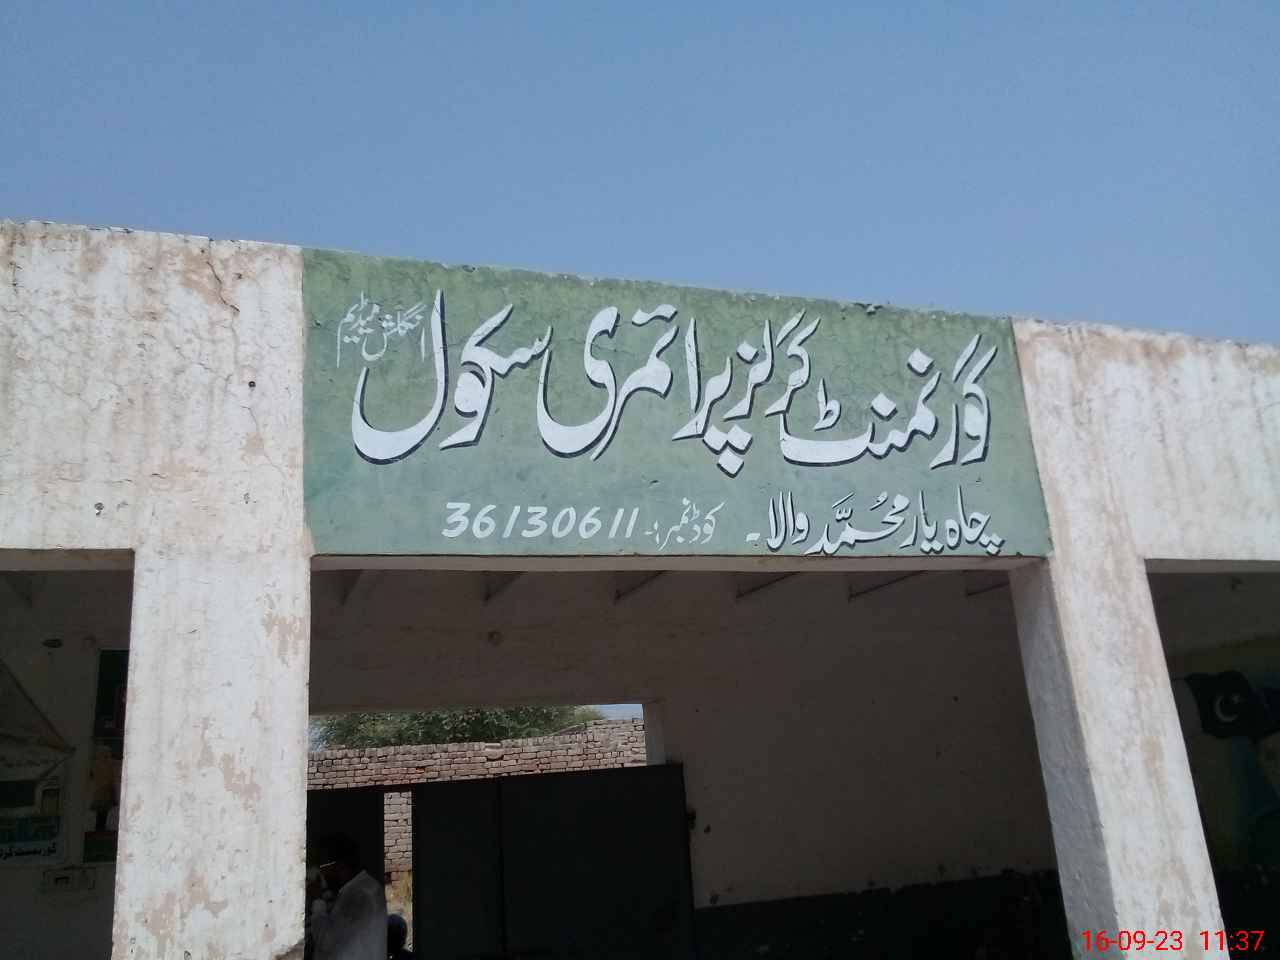 گورنمنٹ گرلز پرائمری سکول انگلش میڈیم
چاہ یار محمد والا۔ کوڈ نمبر:۔ 36130611
16-09-23 11:37